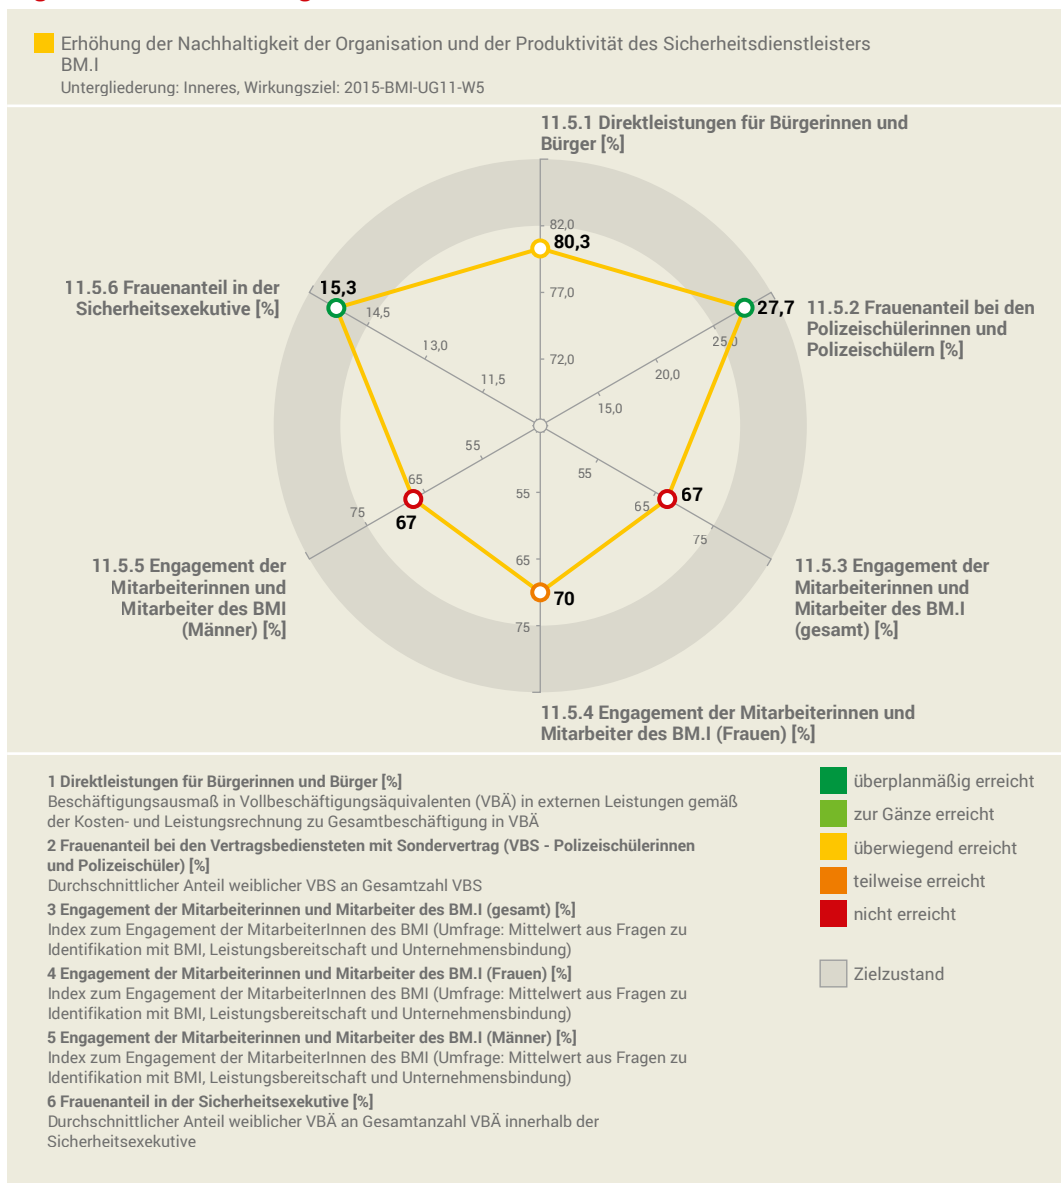 Erhöhung der Nachhaltigkeit der Organisation und der Produktivität des Sicherheitsdienstleisters
BM.I
Untergliederung: Inneres, Wirkungsziel: 2015-BMI-UG11-W5
11.5.1 Direktleistungen für Bürgerinnen und
Bürger [%]
82,0
80,3
77,0
72,0
11.5.6 Frauenanteil in der
Sicherheitsexekutive [%]
15,3
14,5
13,0
11,5
27,7
25,0
20,0
15,0
11.5.2 Frauenanteil bei den
Polizeischülerinnen und
Polizeischülern [%]
55
65
67
75
11.5.5 Engagement der
Mitarbeiterinnen und
Mitarbeiter des BMI
(Männer) [%]
55
65
70
75
55
65
67
75
11.5.3 Engagement der
Mitarbeiterinnen und
Mitarbeiter des BM.I
(gesamt) [%]
11.5.4 Engagement der Mitarbeiterinnen und
Mitarbeiter des BM.I (Frauen) [%]
1 Direktleistungen für Bürgerinnen und Bürger [%]
Beschäftigungsausmaß in Vollbeschäftigungsäquivalenten (VBÄ) in externen Leistungen gemäß
der Kosten- und Leistungsrechnung zu Gesamtbeschäftigung in VBÄ
2 Frauenanteil bei den Vertragsbediensteten mit Sondervertrag (VBS - Polizeischülerinnen
und Polizeischüler) [%]
Durchschnittlicher Anteil weiblicher VBS an Gesamtzahl VBS
3 Engagement der Mitarbeiterinnen und Mitarbeiter des BM.I (gesamt) [%]
Index zum Engagement der MitarbeiterInnen des BMI (Umfrage: Mittelwert aus Fragen zu
Identifikation mit BMI, Leistungsbereitschaft und Unternehmensbindung)
4 Engagement der Mitarbeiterinnen und Mitarbeiter des BM.I (Frauen) [%]
Index zum Engagement der MitarbeiterInnen des BMI (Umfrage: Mittelwert aus Fragen zu
Identifikation mit BMI, Leistungsbereitschaft und Unternehmensbindung)
5 Engagement der Mitarbeiterinnen und Mitarbeiter des BM.I (Männer) [%]
Index zum Engagement der MitarbeiterInnen des BMI (Umfrage: Mittelwert aus Fragen zu
Identifikation mit BMI, Leistungsbereitschaft und Unternehmensbindung)
6 Frauenanteil in der Sicherheitsexekutive [%]
Durchschnittlicher Anteil weiblicher VBÄ an Gesamtanzahl VBÄ innerhalb der
Sicherheitsexekutive
überplanmäßig erreicht
zur Gänze erreicht
überwiegend erreicht
teilweise erreicht
nicht erreicht
Zielzustand